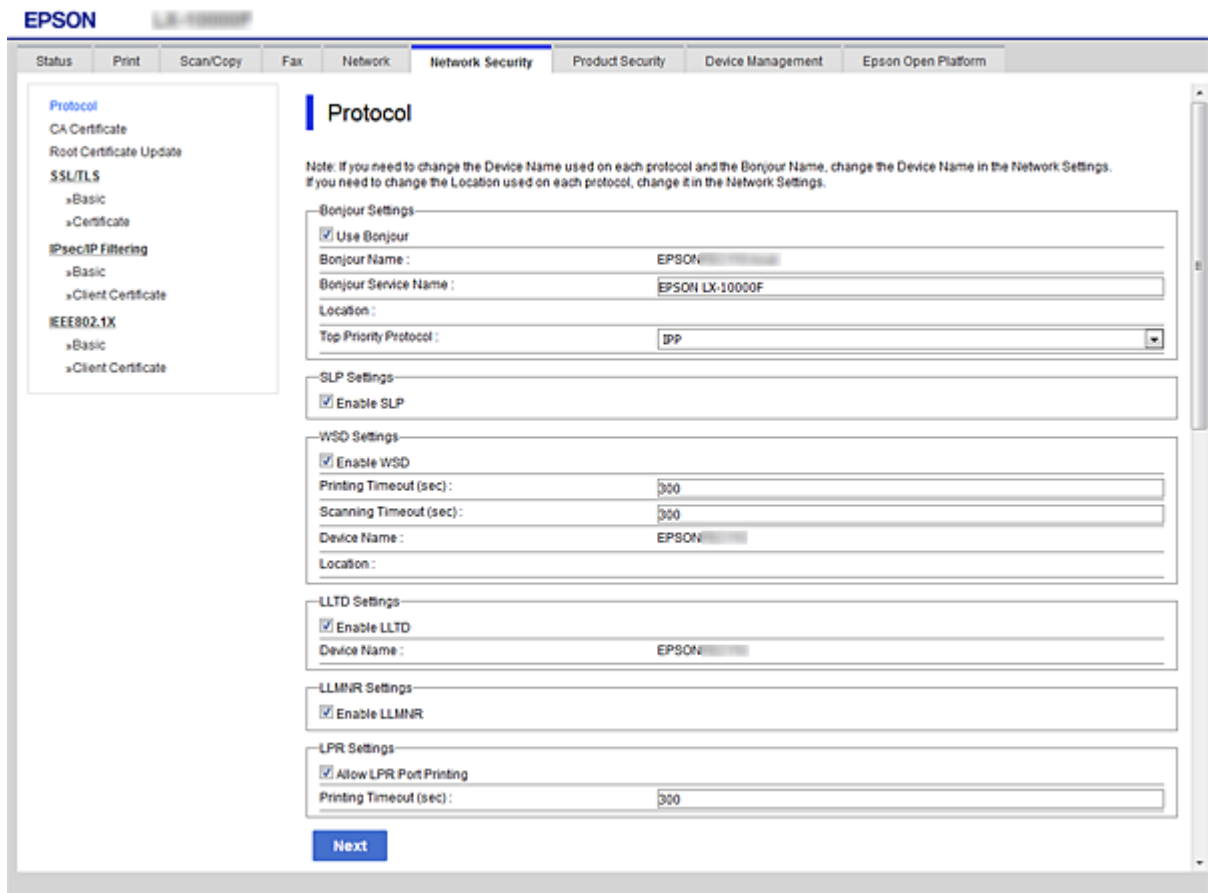 EPSON
Status Print Scan/Copy Fax Network Network Security Product Security Device Management Epson Open Platform
Protocol
CA Certificate
Root Certificate Update
SSL/TLS
»Basic
»Certificate
IPsec/IP Filtering
»Basic
»Client Certificate
IEEE802.1X
»Basic
»Client Certificate
Protocol
Note: If you need to change the Device Name used on each protocol and the Bonjour Name, change the Device Name in the Network Settings.
If you need to change the Location used on each protocol, change it in the Network Settings.
Bonjour Settings
Use Bonjour
Bonjour Name : EPSON
Bonjour Service Name : EPSON LX-10000F
Location :
Top Priority Protocol : IPP
SLP Settings
Enable SLP
WSD Settings
Enable WSD
Printing Timeout (sec) : 300
Scanning Timeout (sec) : 300
Device Name : EPSON
Location :
LLTD Settings
Enable LLTD
Device Name : EPSON
LLMNR Settings
Enable LLMNR
LPR Settings
Allow LPR Port Printing
Printing Timeout (sec) : 300
Next